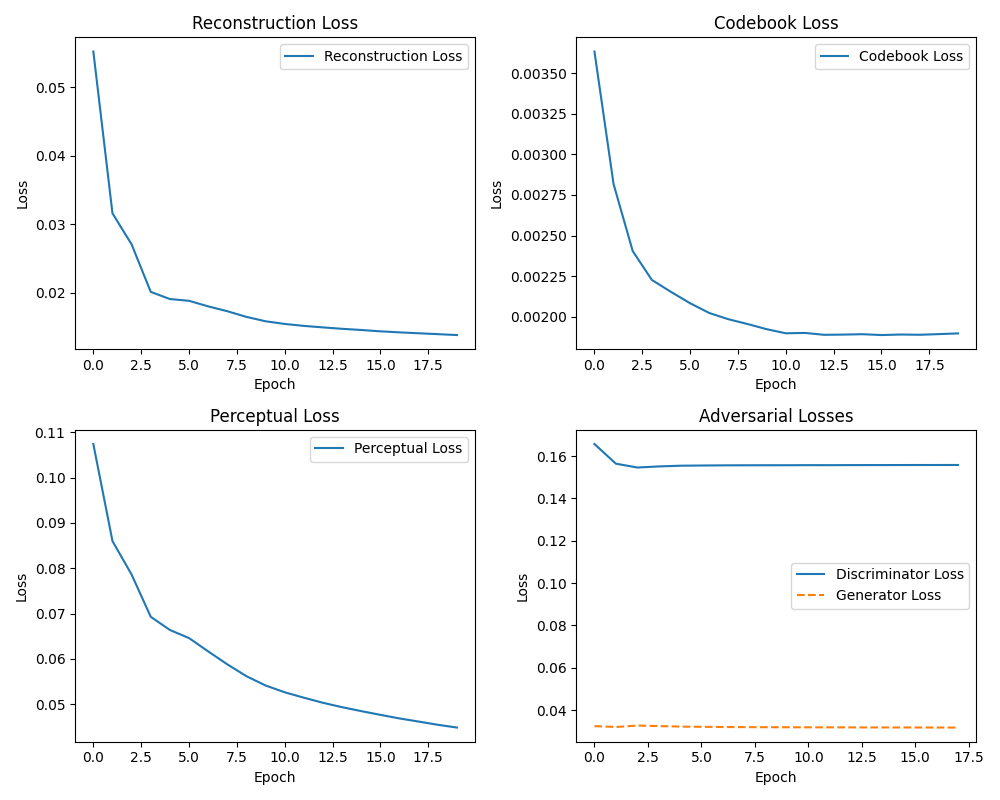 Reconstruction Loss
Reconstruction Loss
0.05
0.04
0.03
0.02
Loss
0.0 2.5 5.0 7.5 10.0 12.5 15.0 17.5
Epoch
Codebook Loss
Codebook Loss
0.00350
0.00325
0.00300
0.00275
0.00250
0.00225
0.00200
Loss
0.0 2.5 5.0 7.5 10.0 12.5 15.0 17.5
Epoch
Perceptual Loss
Perceptual Loss
0.11
0.10
0.09
0.08
0.07
0.06
0.05
Loss
0.0 2.5 5.0 7.5 10.0 12.5 15.0 17.5
Epoch
Adversarial Losses
0.16
0.14
0.12
0.10
0.08
0.06
0.04
Loss
Discriminator Loss
Generator Loss
0.0 2.5 5.0 7.5 10.0 12.5 15.0 17.5
Epoch